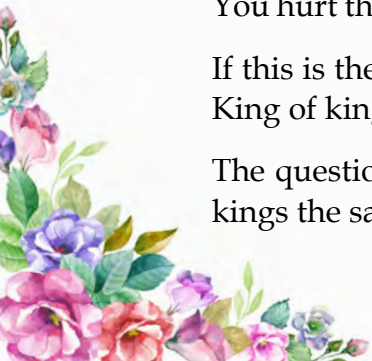 You hurt th
If this is the
King of king
The questio
kings the sa